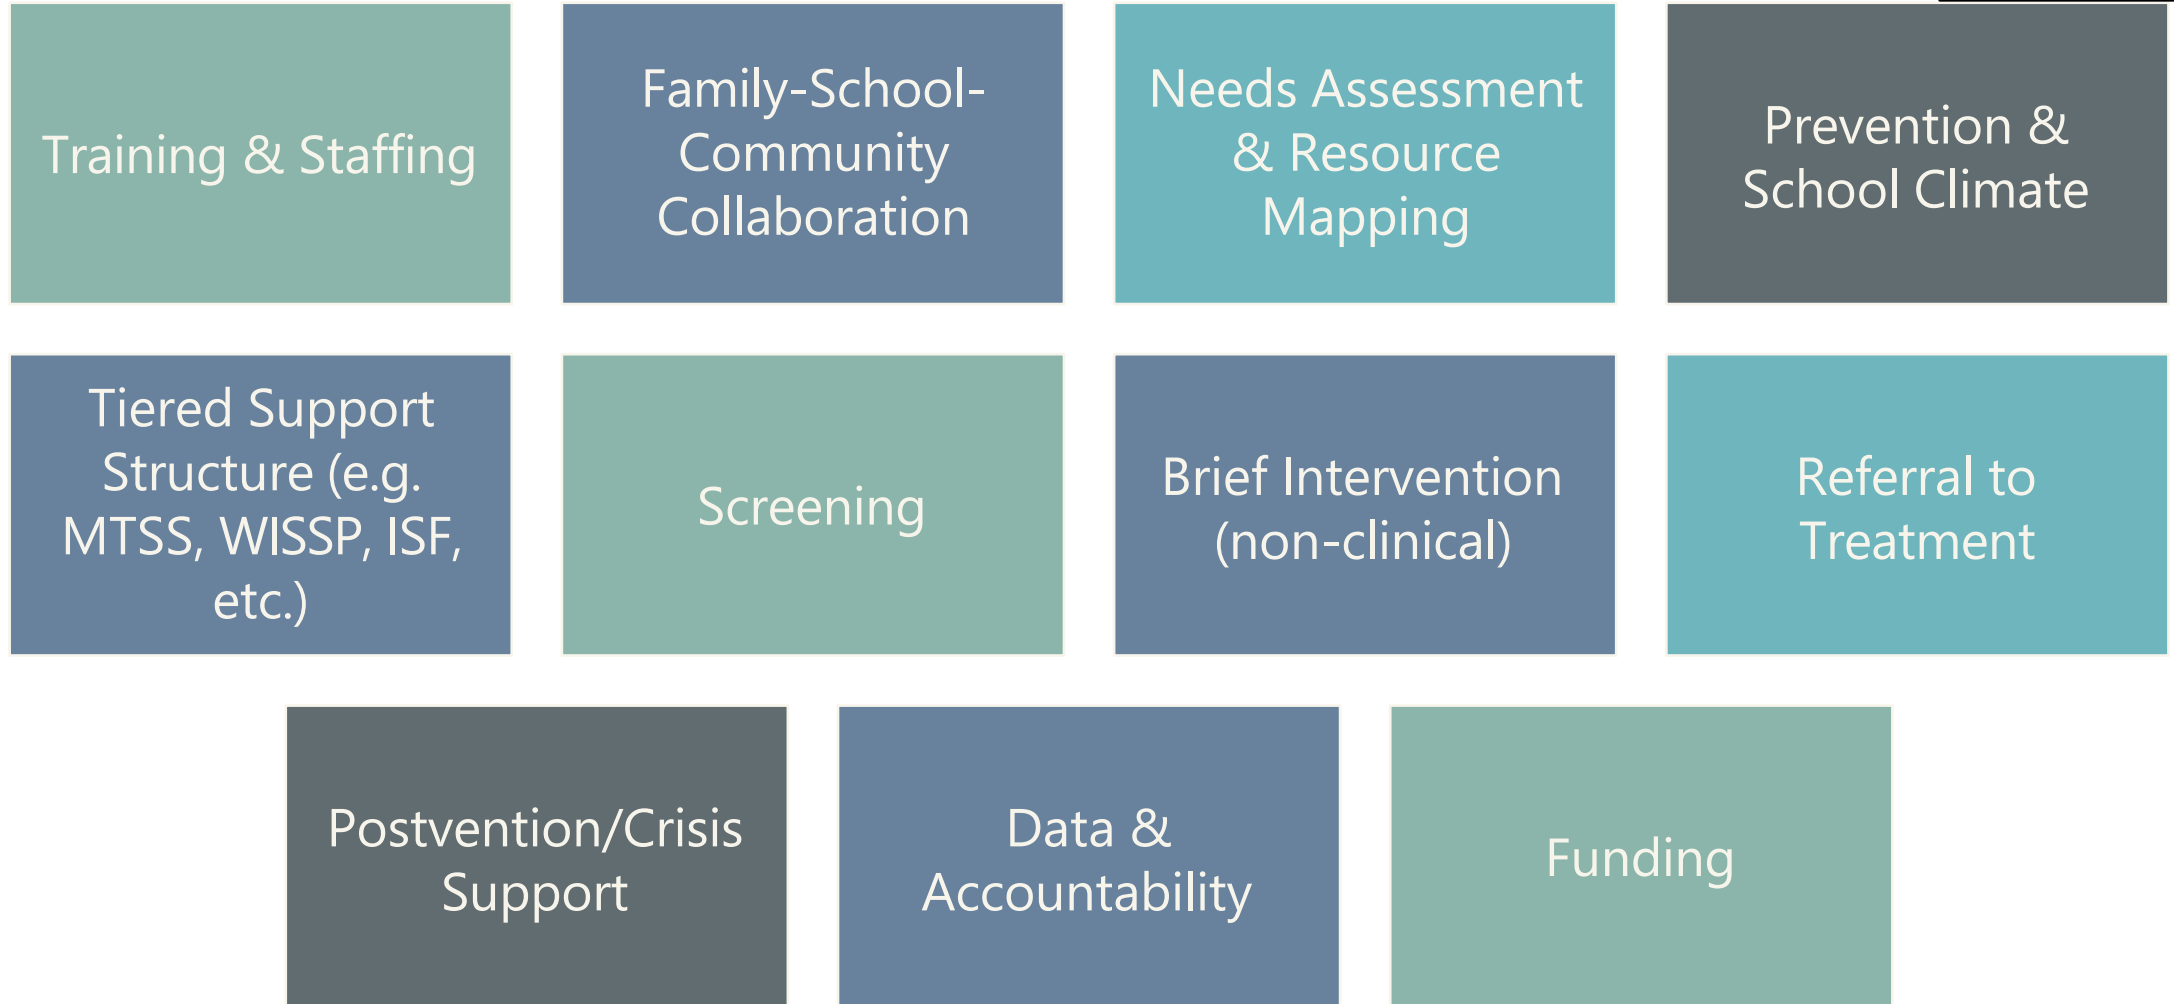 Training & Staffing
Family-School-
Community
Collaboration
Needs Assessment
& Resource
Mapping
Prevention &
School Climate
Tiered Support
Structure (e.g.
MTSS, WISSP, ISF,
etc.)
Screening
Brief Intervention
(non-clinical)
Referral to
Treatment
Postvention/Crisis
Support
Data &
Accountability
Funding